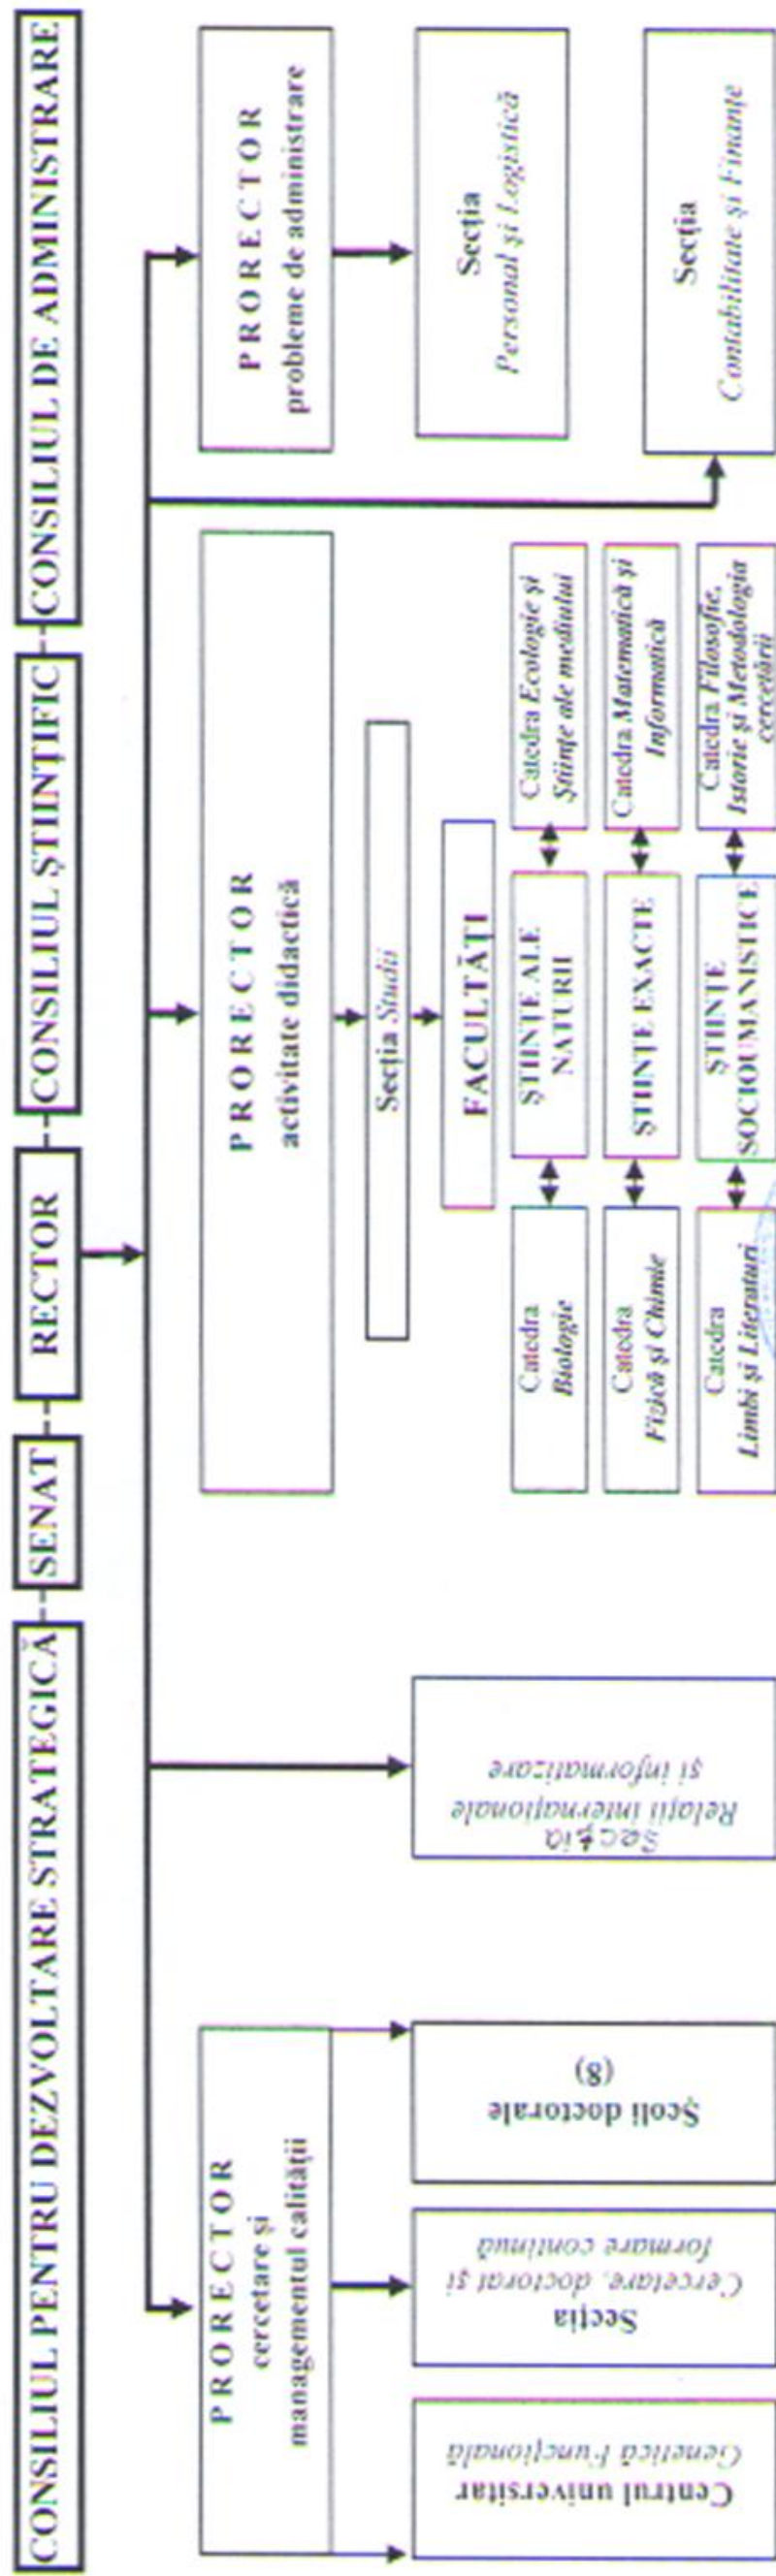 CONSILIUL PENTRU DEZVOLTARE STRATEGICĂ
SENAT
RECTOR
CONSILIUL ŞTIINŢIFIC
CONSILIUL DE ADMINISTRARE
PRORECTOR
cercetare şi
managementul calităţii
PRORECTOR
activitate didactică
PRORECTOR
probleme de administrare
Centrul universitar
Genetică Funcţională
Secţia
Cercetare, doctorat şi
formare continuă
Şcoli doctorale
(8)
Secţia
Relaţii internaţionale
şi informatizare
Secţia Studii
FACULTĂŢI
Catedra
Biologie
ŞTIINŢE ALE
NATURII
Catedra Ecologie şi
Ştiinţe ale mediului
Catedra
Fizică şi Chimie
ŞTIINŢE EXACTE
Catedra Matematică şi
Informatică
Catedra
Limbi şi Literaturi
ŞTIINŢE
SOCIOUMANISTICE
Catedra Filosofie,
Istorie şi Metodologia
cercetării
Secţia
Personal şi Logistică
Secţia
Contabilitate şi Finanţe